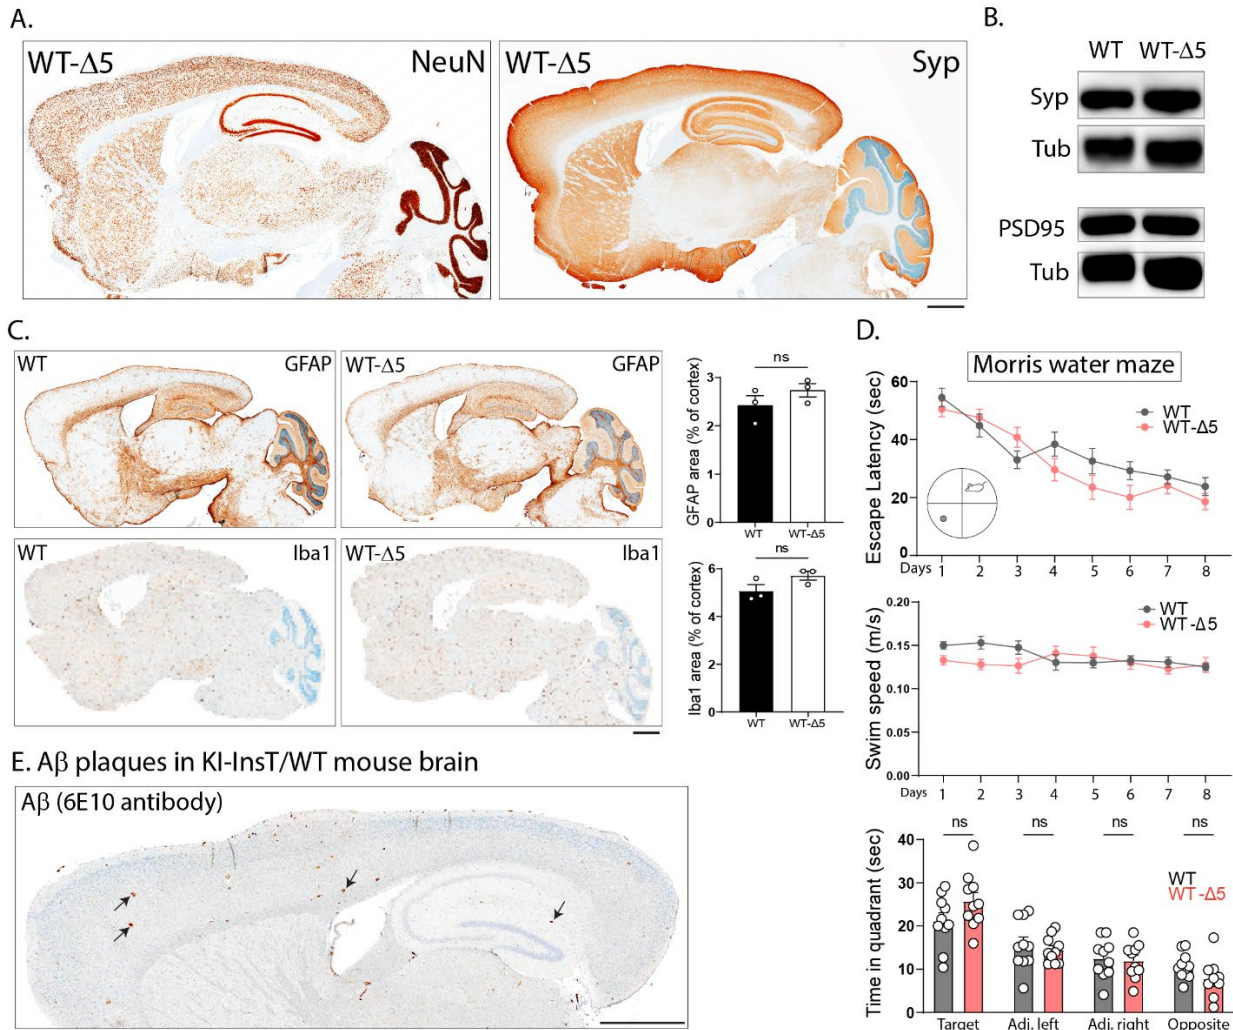 A.
WT-Δ5
NeuN
WT-Δ5
Syp
B.
WT WT-Δ5
Syp
Tub
PSD95
Tub
C.
WT
GFAP
WT-Δ5
GFAP
WT
Iba1
WT-Δ5
Iba1
GFAP area (% of cortex)
ns
3
2
1
0
WT
WT-Δ5
Iba1 area (% of cortex)
ns
6
4
2
0
WT
WT-Δ5
D.
Morris water maze
Escape Latency (sec)
60
40
20
0
WT
WT-Δ5
Days
1 2 3 4 5 6 7 8
Swim speed (m/s)
0.20
0.15
0.10
0.05
0.00
WT
WT-Δ5
Days
1 2 3 4 5 6 7 8
Time in quadrant (sec)
40
30
20
10
0
ns ns ns ns
WT
WT-Δ5
Target Adj. left Adj. right Opposite
E. Aβ plaques in KI-InsT/WT mouse brain
Aβ (6E10 antibody)